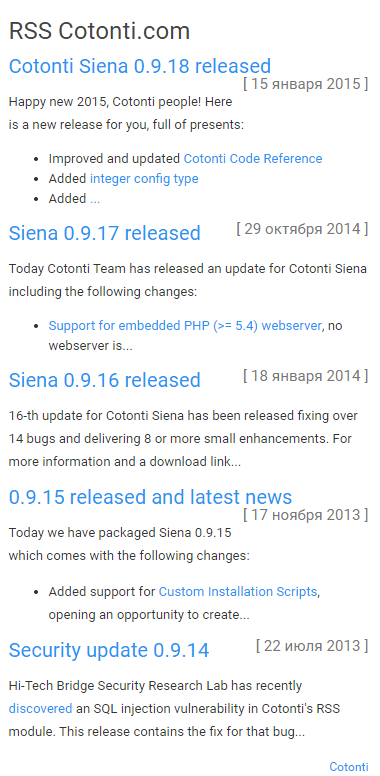 RSS Cotonti.com
Cotonti Siena 0.9.18 released
[ 15 января 2015 ]
Happy new 2015, Cotonti people! Here
is a new release for you, full of presents:
• Improved and updated Cotonti Code Reference
• Added integer config type
• Added ...
Siena 0.9.17 released
[ 29 октября 2014 ]
Today Cotonti Team has released an update for Cotonti Siena
including the following changes:
• Support for embedded PHP (>= 5.4) webserver, no
webserver is...
Siena 0.9.16 released
[ 18 января 2014 ]
16-th update for Cotonti Siena has been released fixing over
14 bugs and delivering 8 or more small enhancements. For
more information and a download link...
0.9.15 released and latest news
[ 17 ноября 2013 ]
Today we have packaged Siena 0.9.15
which comes with the following changes:
• Added support for Custom Installation Scripts,
opening an opportunity to create...
Security update 0.9.14
[ 22 июля 2013 ]
Hi-Tech Bridge Security Research Lab has recently
discovered an SQL injection vulnerability in Cotonti's RSS
module. This release contains the fix for that bug...
Cotonti